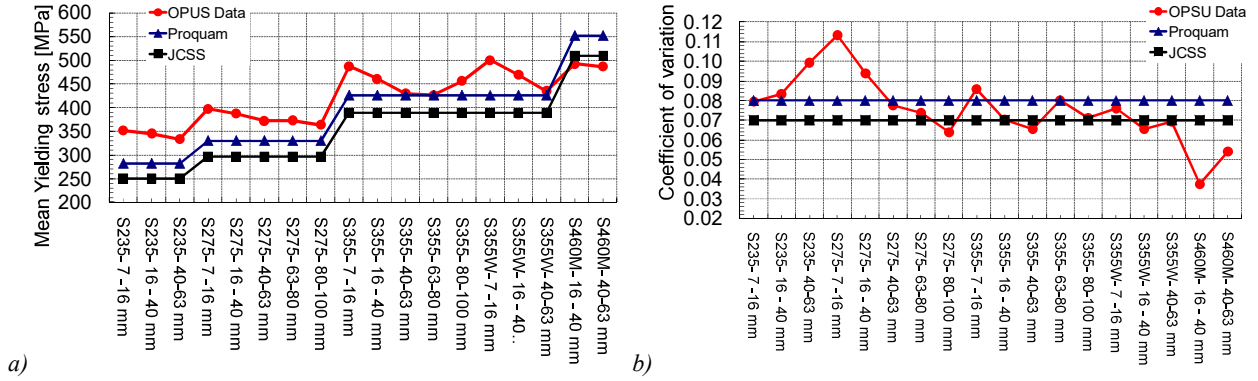 OPUS Data
Proquam
JCSS
Mean Yielding stress [MPa]
600
550
500
450
400
350
300
250
200
S235- 7 -16 mm
S235- 16 - 40 mm
S235- 40-63 mm
S275- 7 -16 mm
S275- 16 - 40 mm
S275- 40-63 mm
S275- 63-80 mm
S275- 80-100 mm
S355- 7 -16 mm
S355- 16 - 40 mm
S355- 40-63 mm
S355- 63-80 mm
S355- 80-100 mm
S355W- 7 -16 mm
S355W- 16 - 40..
S355W- 40-63 mm
S460M- 16 - 40 mm
S460M- 40-63 mm
a)
OPSU Data
Proquam
JCSS
Coefficient of variation
0.12
0.11
0.10
0.09
0.08
0.07
0.06
0.05
0.04
0.03
0.02
S235- 7 -16 mm
S235- 16 - 40 mm
S235- 40-63 mm
S275- 7 -16 mm
S275- 16 - 40 mm
S275- 40-63 mm
S275- 63-80 mm
S275- 80-100 mm
S355- 7 -16 mm
S355- 16 - 40 mm
S355- 40-63 mm
S355- 63-80 mm
S355- 80-100 mm
S355W- 7 -16 mm
S355W- 16 - 40 mm
S355W- 40-63 mm
S460M- 16 - 40 mm
S460M- 40-63 mm
b)